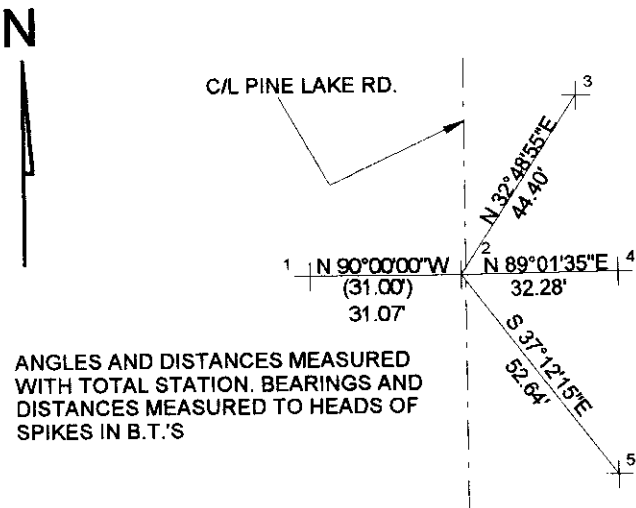 N
C/L PINE LAKE RD.
3
N 32°48'55"E
44.40'
1
N 90°00'00"W
(31.00')
31.07'
2
N 89°01'35"E
32.28'
4
S 37°12'15"E
52.64'
5
ANGLES AND DISTANCES MEASURED
WITH TOTAL STATION. BEARINGS AND
DISTANCES MEASURED TO HEADS OF
SPIKES IN B.T.'S